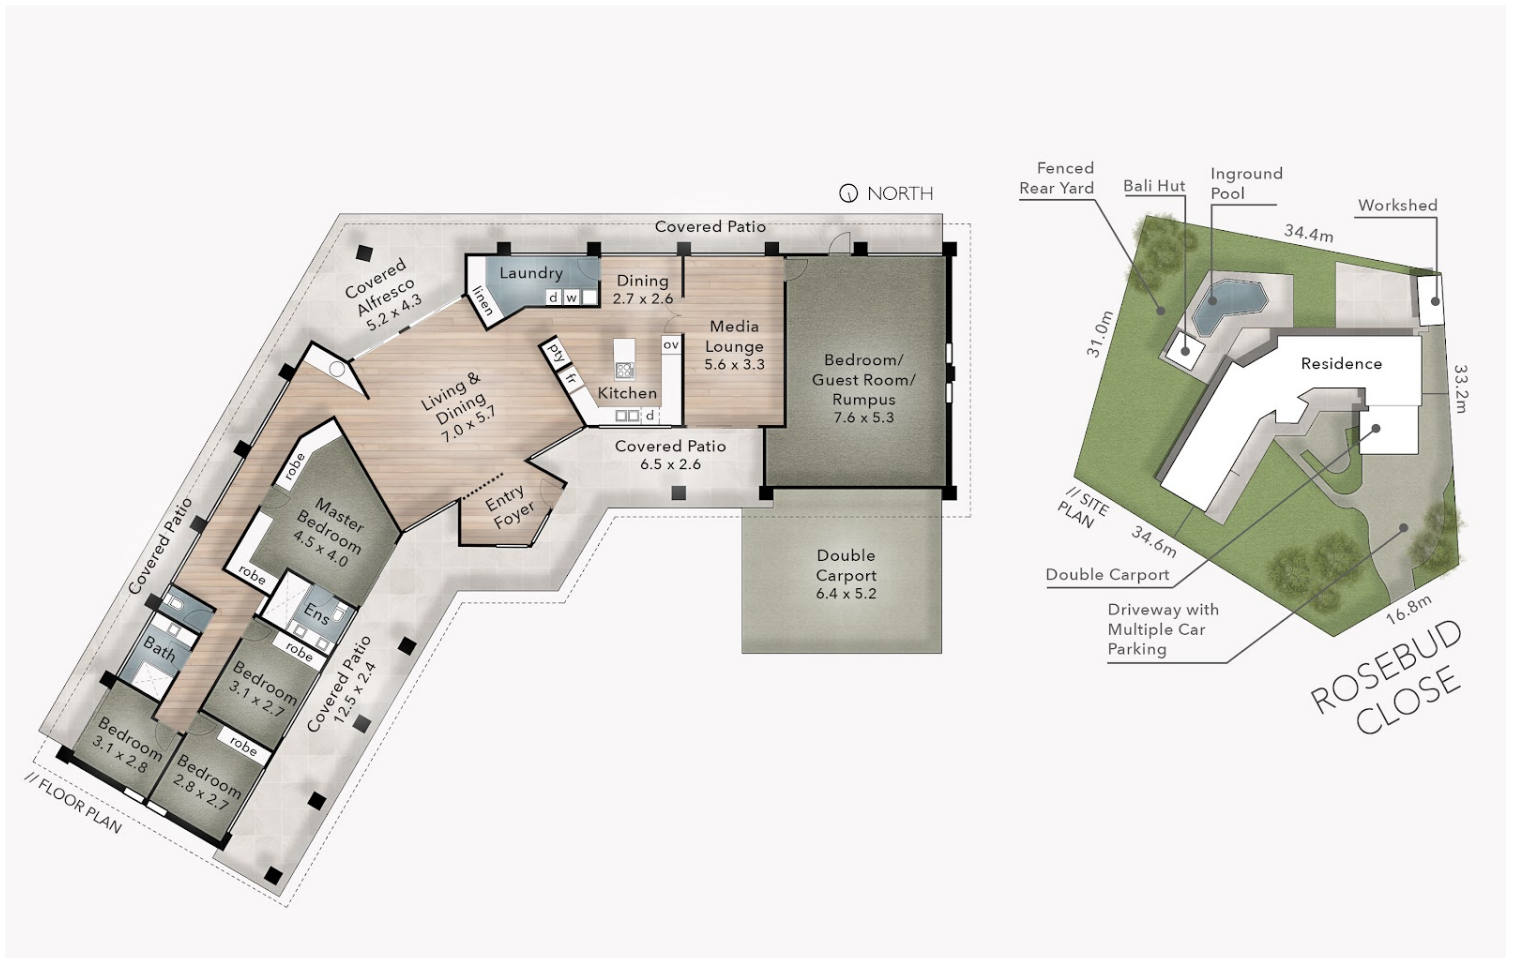 NORTH
Covered Patio
Covered
Alfresco
5.2 x 4.3
Laundry
linen
d
w
Dining
2.7 x 2.6
Media
Lounge
5.6 x 3.3
Bedroom/
Guest Room/
Rumpus
7.6 x 5.3
pty
fr
ov
Kitchen
d
Living &
Dining
7.0 x 5.7
Covered Patio
6.5 x 2.6
Entry
Foyer
Double
Carport
6.4 x 5.2
robe
Master
Bedroom
4.5 x 4.0
robe
Ens
Covered Patio
Bath
robe
Bedroom
3.1 x 2.7
Covered Patio
12.5 x 2.4
Bedroom
3.1 x 2.8
robe
Bedroom
2.8 x 2.7
// FLOOR PLAN
Fenced
Rear Yard
Bali Hut
Inground
Pool
Workshed
34.4m
31.0m
33.2m
Residence
// SITE
PLAN
34.6m
Double Carport
Driveway with
Multiple Car
Parking
16.8m
ROSEBUD
CLOSE